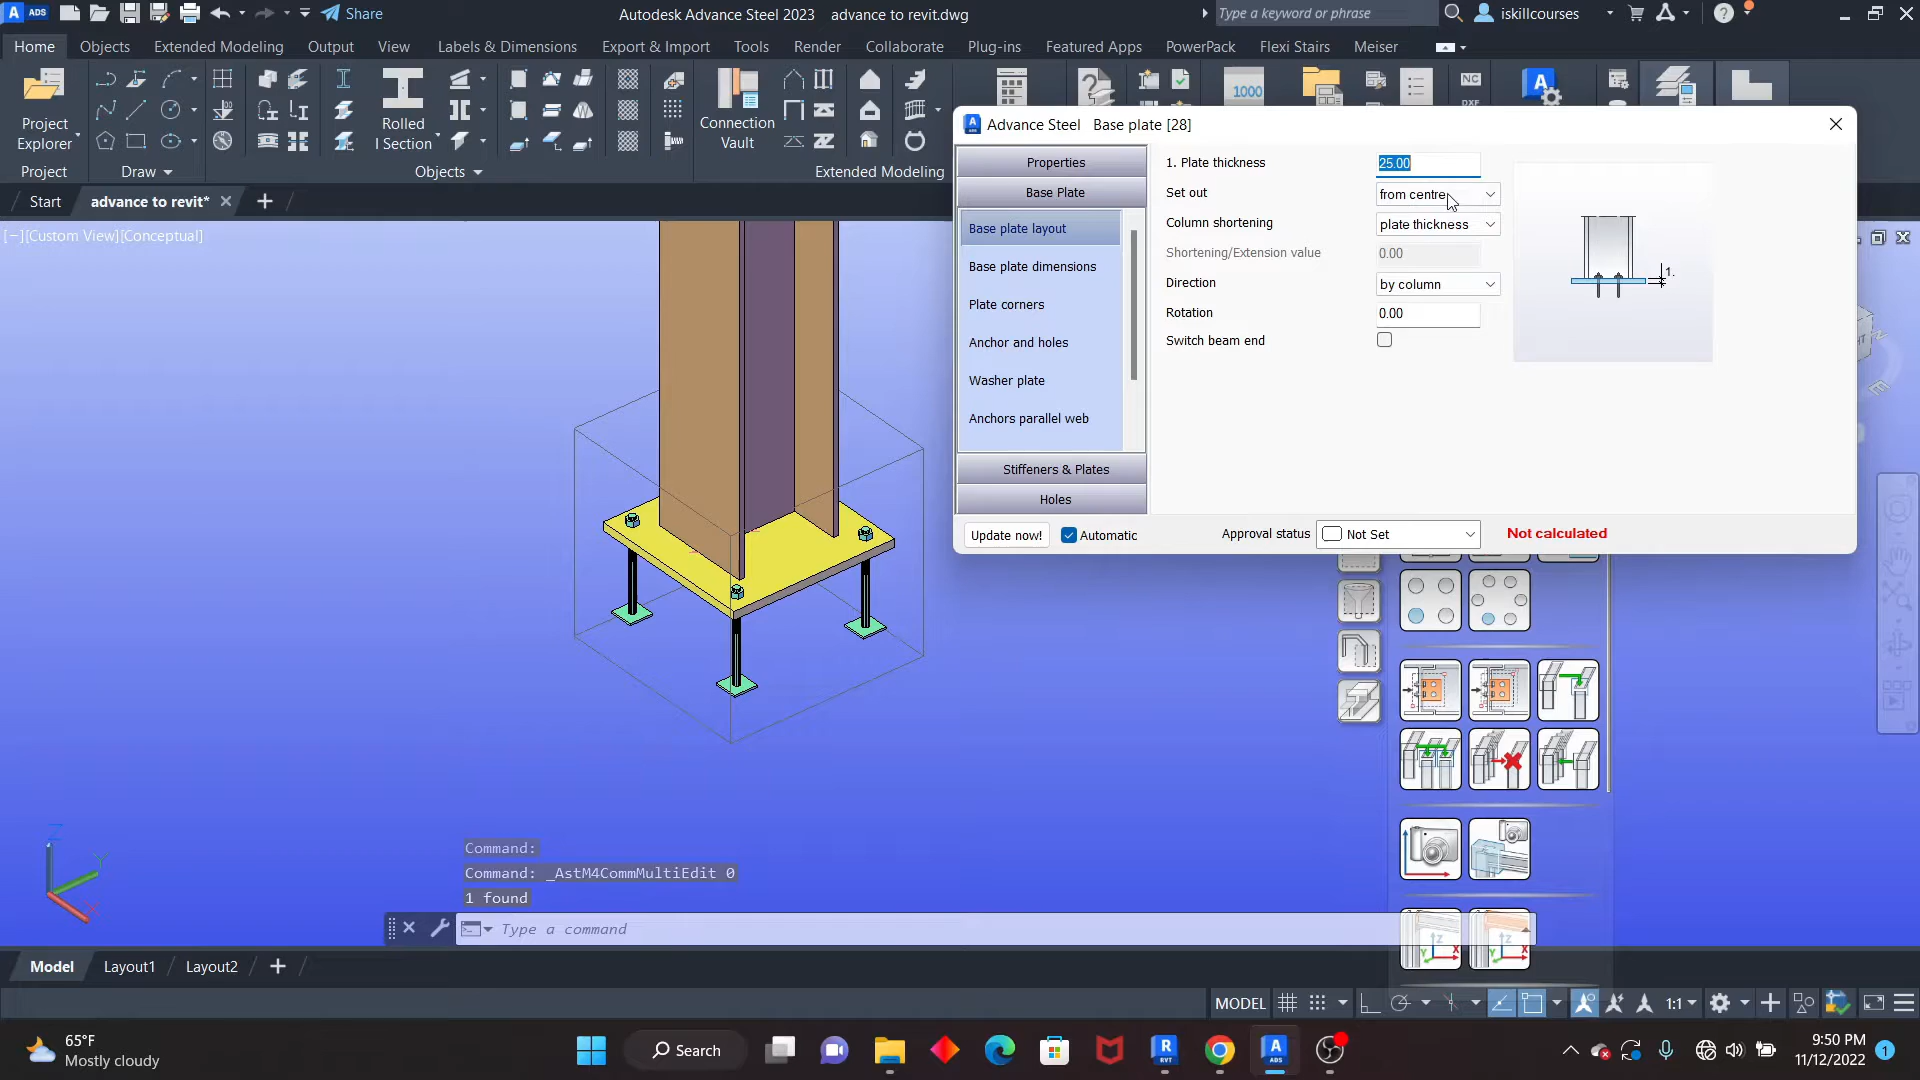 A ADS
Share
Autodesk Advance Steel 2023 advance to revit.dwg
Type a keyword or phrase
iskillcourses
Home Objects Extended Modeling Output View Labels & Dimensions Export & Import Tools Render Collaborate Plug-ins Featured Apps PowerPack Flexi Stairs Meiser
Project
Explorer
Rolled
I Section
Connection
Vault
1000
NC
DXF
Project
Draw
Objects
Extended Modeling
Start
advance to revit*
[−][Custom View][Conceptual]
Advance Steel Base plate [28]
Properties
Base Plate
Base plate layout
Base plate dimensions
Plate corners
Anchor and holes
Washer plate
Anchors parallel web
Stiffeners & Plates
Holes
1. Plate thickness 25.00
Set out from centre
Column shortening plate thickness
Shortening/Extension value 0.00
Direction by column
Rotation 0.00
Switch beam end
1.
Update now! Automatic Approval status Not Set Not calculated
Command:
Command: _AstM4CommMultiEdit 0
1 found
Type a command
Z
Y
X
Model Layout1 Layout2
MODEL
1:1
65°F
Mostly cloudy
Search
R
RVT
A
ADS
9:50 PM
11/12/2022
1